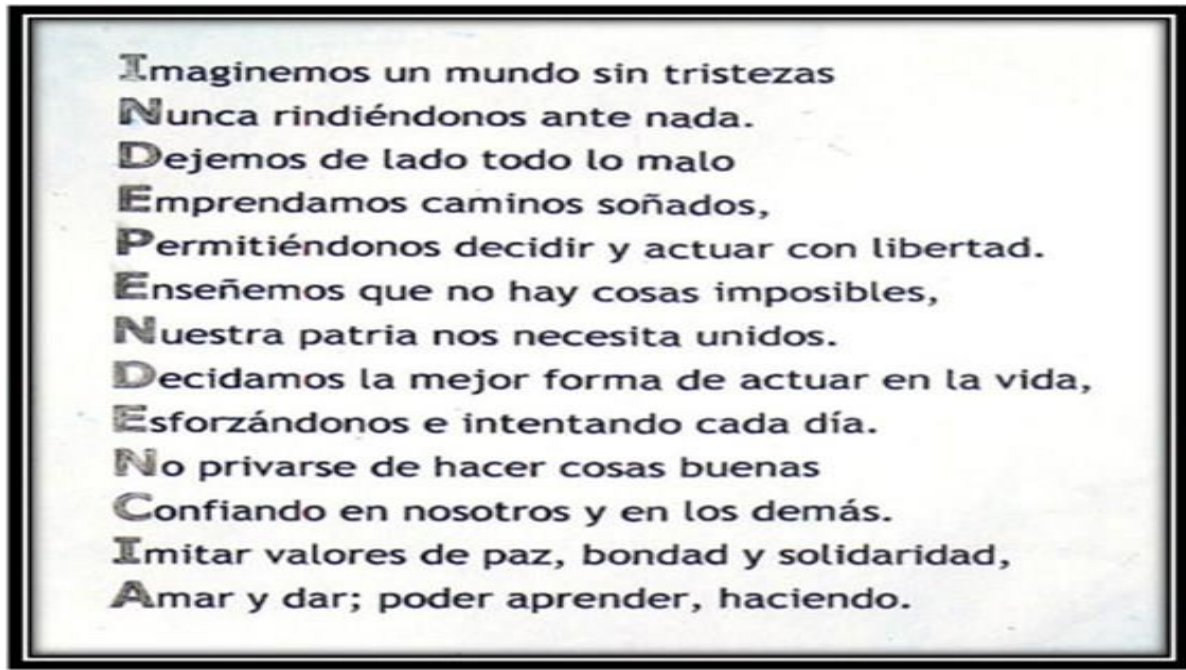 Imaginemos un mundo sin tristezas
Nunca rindiéndonos ante nada.
Dejemos de lado todo lo malo
Emprendamos caminos soñados,
Permitiéndonos decidir y actuar con libertad.
Enseñemos que no hay cosas imposibles,
Nuestra patria nos necesita unidos.
Decidamos la mejor forma de actuar en la vida,
Esforzándonos e intentando cada día.
No privarse de hacer cosas buenas
Confiando en nosotros y en los demás.
Imitar valores de paz, bondad y solidaridad,
Amar y dar; poder aprender, haciendo.